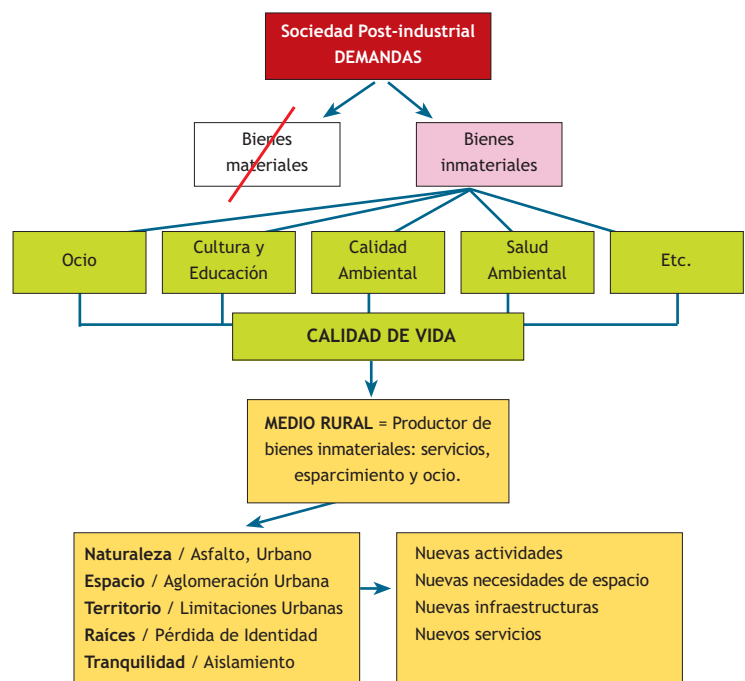 Sociedad Post-industrial
DEMANDAS
Bienes
materiales
Bienes
inmateriales
Ocio
Cultura y
Educación
Calidad
Ambiental
Salud
Ambiental
Etc.
CALIDAD DE VIDA
MEDIO RURAL = Productor de
bienes inmateriales: servicios,
esparcimiento y ocio.
Naturaleza / Asfalto, Urbano
Espacio / Aglomeración Urbana
Territorio / Limitaciones Urbanas
Raíces / Pérdida de Identidad
Tranquilidad / Aislamiento
Nuevas actividades
Nuevas necesidades de espacio
Nuevas infraestructuras
Nuevos servicios